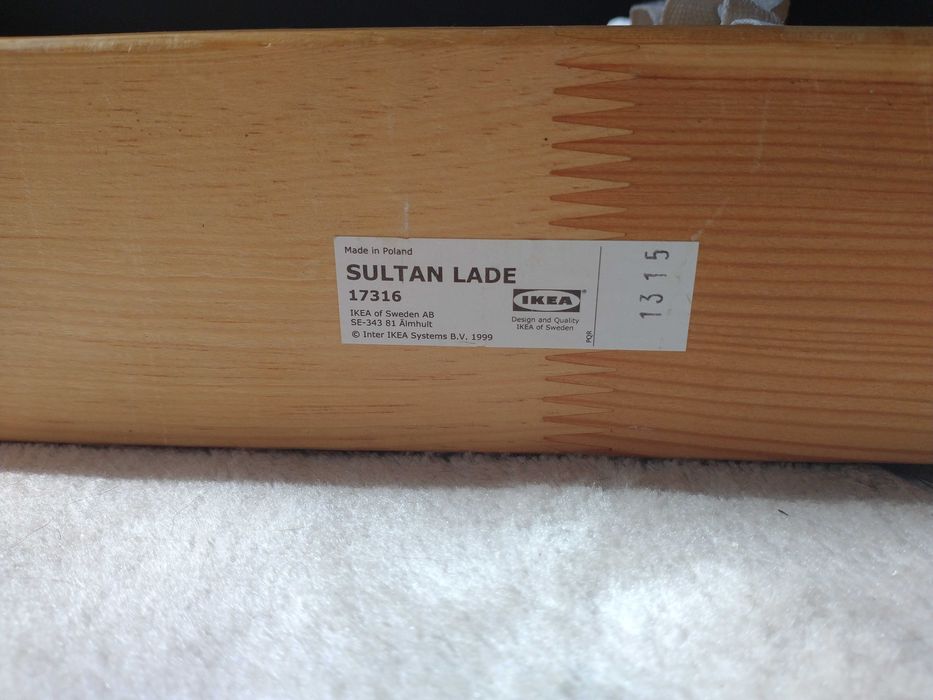 Made in Poland
SULTAN LADE
17316
IKEA of Sweden AB
SE-343 81 Älmhult
© Inter IKEA Systems B.V. 1999
IKEA®
Design and Quality
IKEA of Sweden
PQR
1315